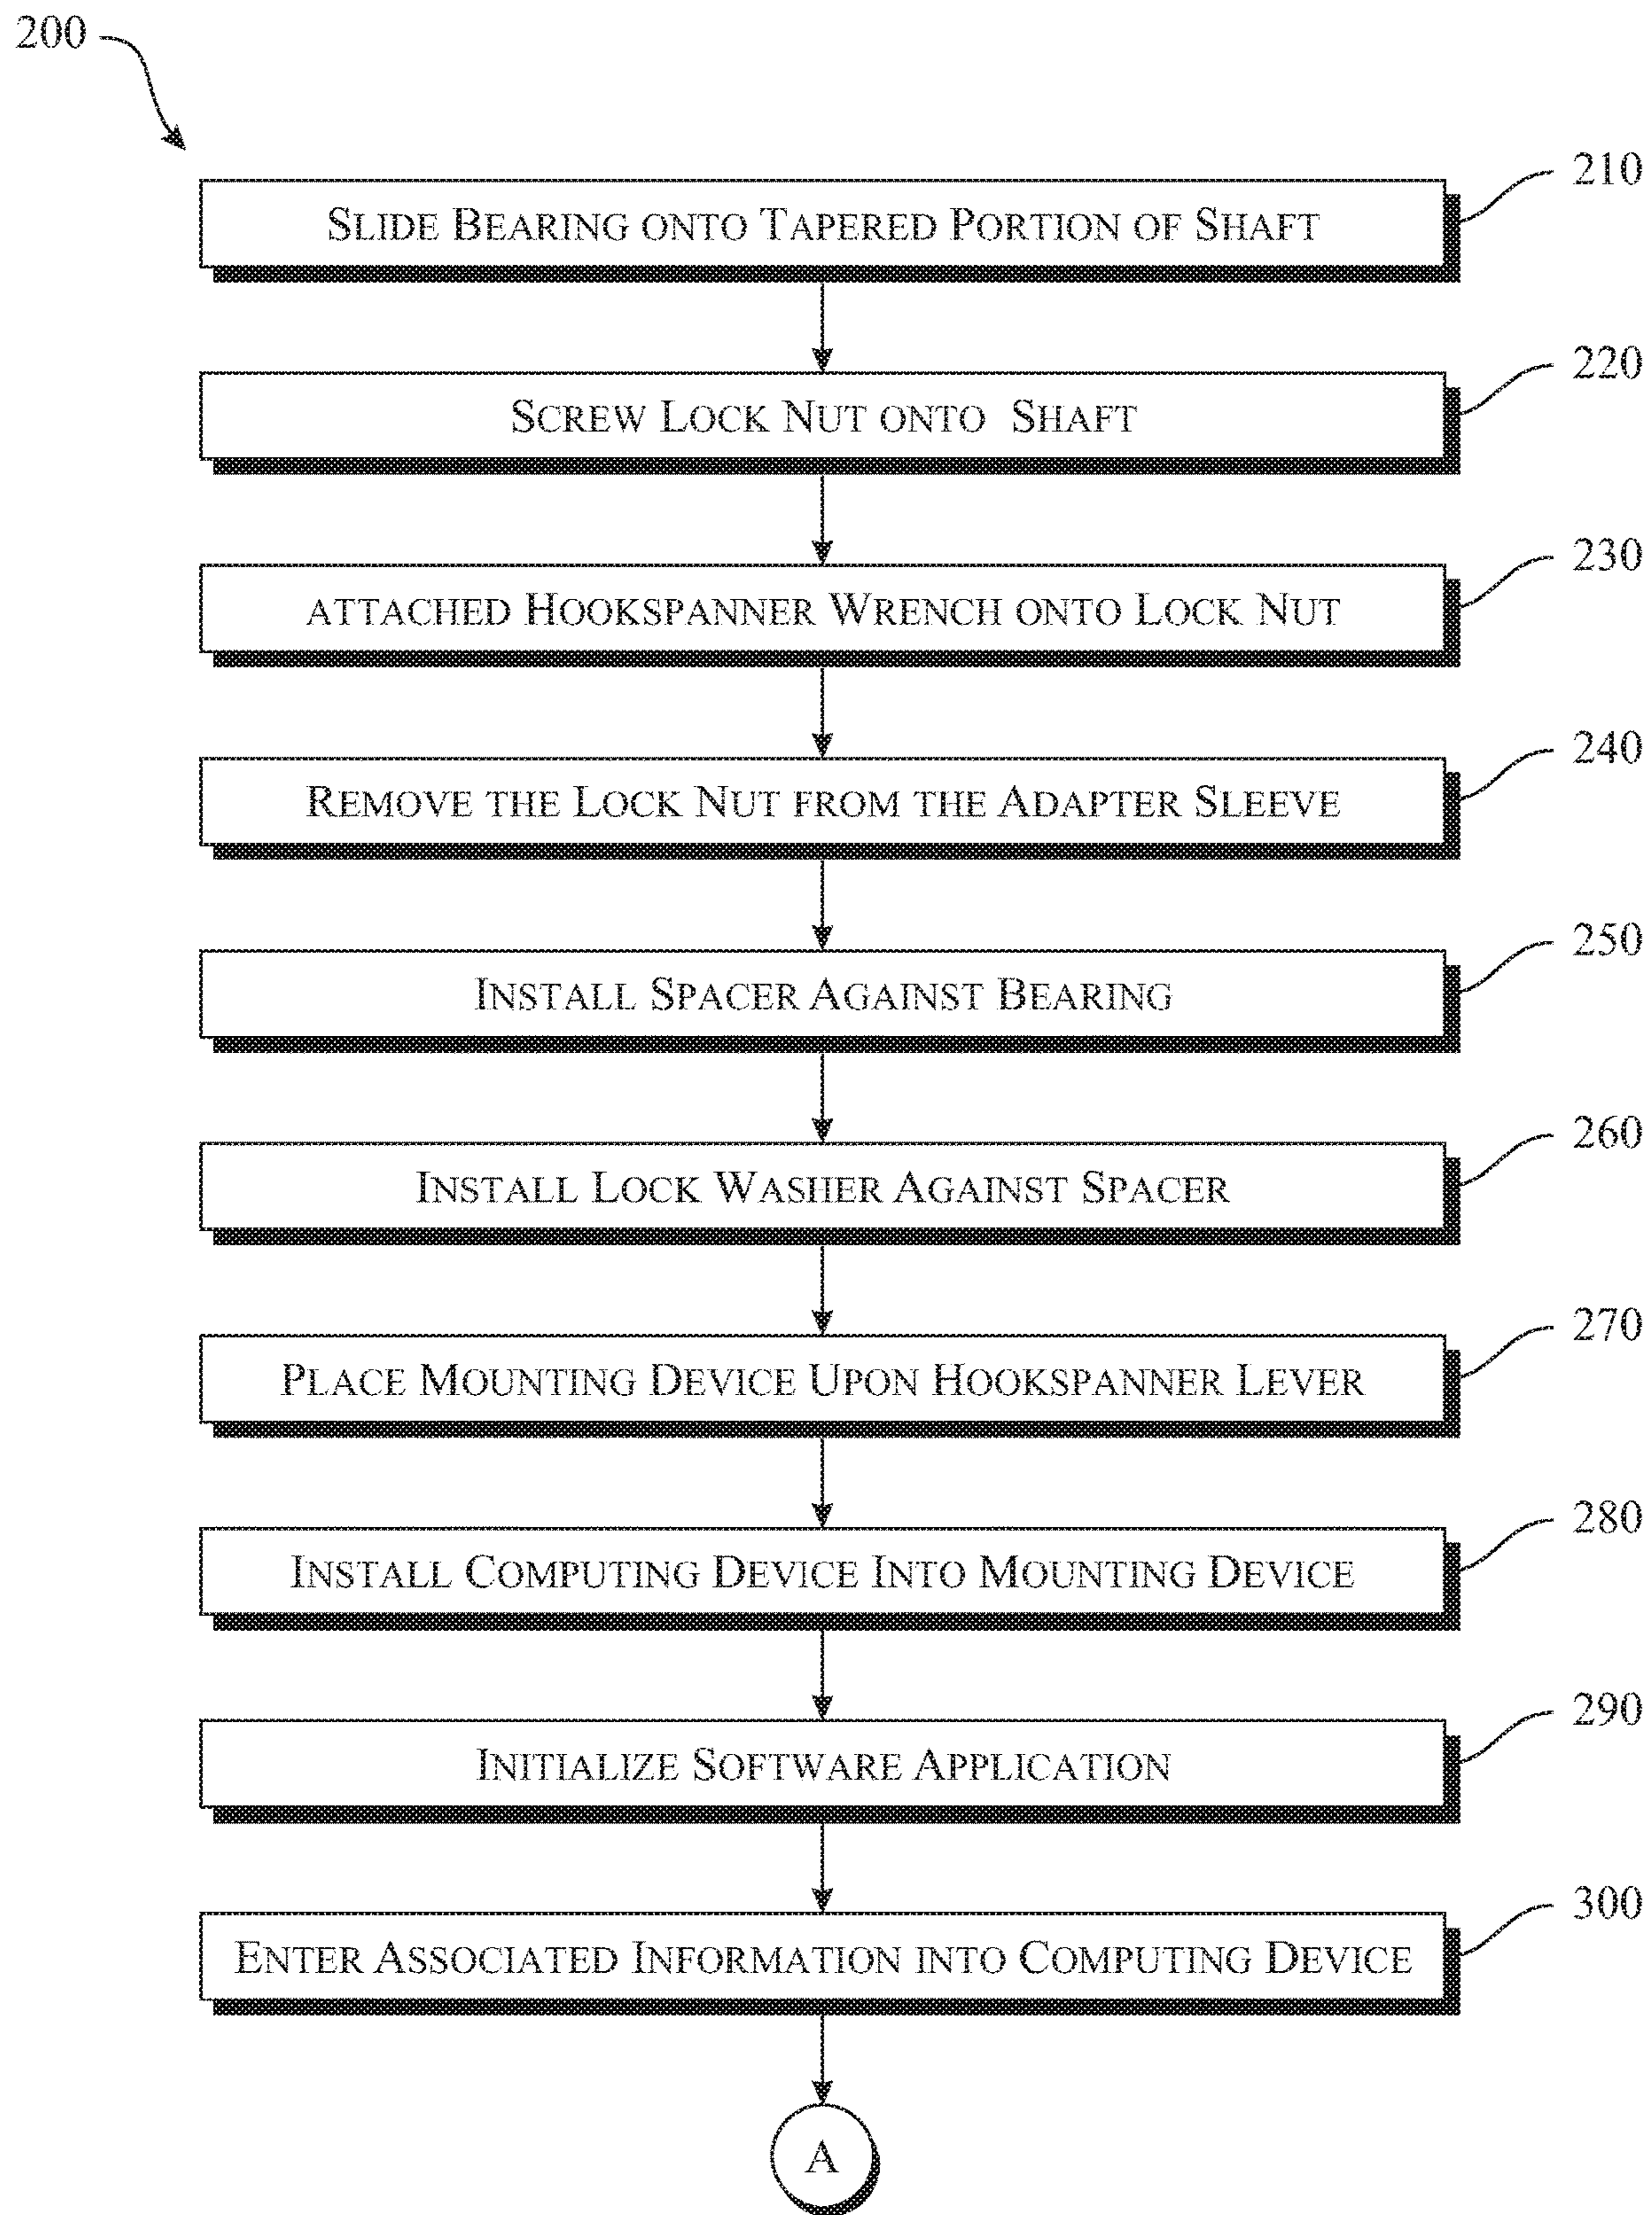 200
210
SLIDE BEARING ONTO TAPERED PORTION OF SHAFT
220
SCREW LOCK NUT ONTO SHAFT
230
ATTACHED HOOKSPANNER WRENCH ONTO LOCK NUT
240
REMOVE THE LOCK NUT FROM THE ADAPTER SLEEVE
250
INSTALL SPACER AGAINST BEARING
260
INSTALL LOCK WASHER AGAINST SPACER
270
PLACE MOUNTING DEVICE UPON HOOKSPANNER LEVER
280
INSTALL COMPUTING DEVICE INTO MOUNTING DEVICE
290
INITIALIZE SOFTWARE APPLICATION
300
ENTER ASSOCIATED INFORMATION INTO COMPUTING DEVICE
A